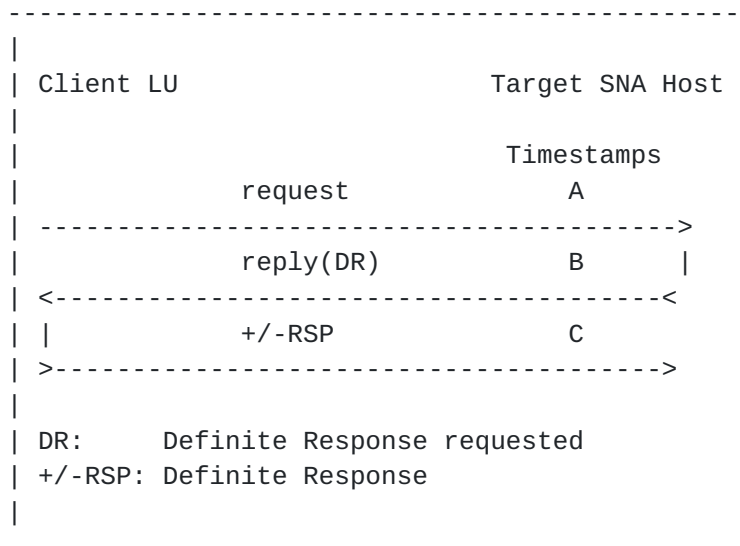 -----------------------------------------------
|
| Client LU                    Target SNA Host
|
|                               Timestamps
|              request              A
| ----------------------------------------->
|              reply(DR)            B      |
| <---------------------------------------<
| |            +/-RSP               C
| >--------------------------------------->
|
| DR:     Definite Response requested
| +/-RSP: Definite Response
|